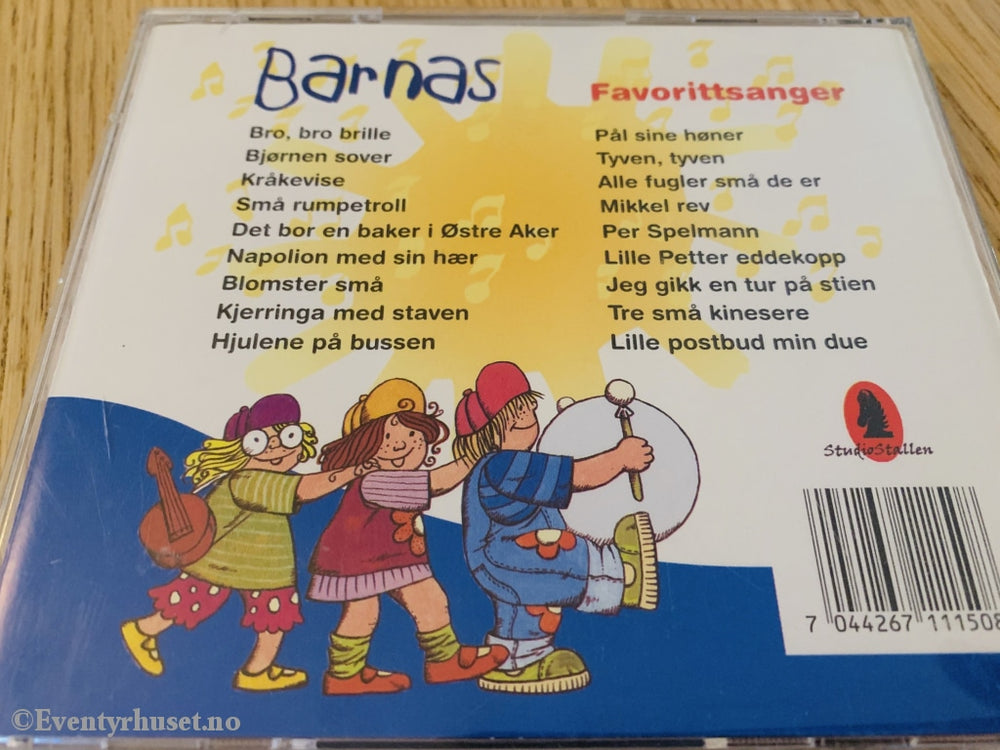 Barnas Favorittsanger
Bro, bro brille
Bjørnen sover
Kråkevise
Små rumpetroll
Det bor en baker i Østre Aker
Napolion med sin hær
Blomster små
Kjerringa med staven
Hjulene på bussen
Pål sine høner
Tyven, tyven
Alle fugler små de er
Mikkel rev
Per Spelmann
Lille Petter eddekopp
Jeg gikk en tur på stien
Tre små kinesere
Lille postbud min due
StudioStallen
7 044267 111508
©Eventyrhuset.no